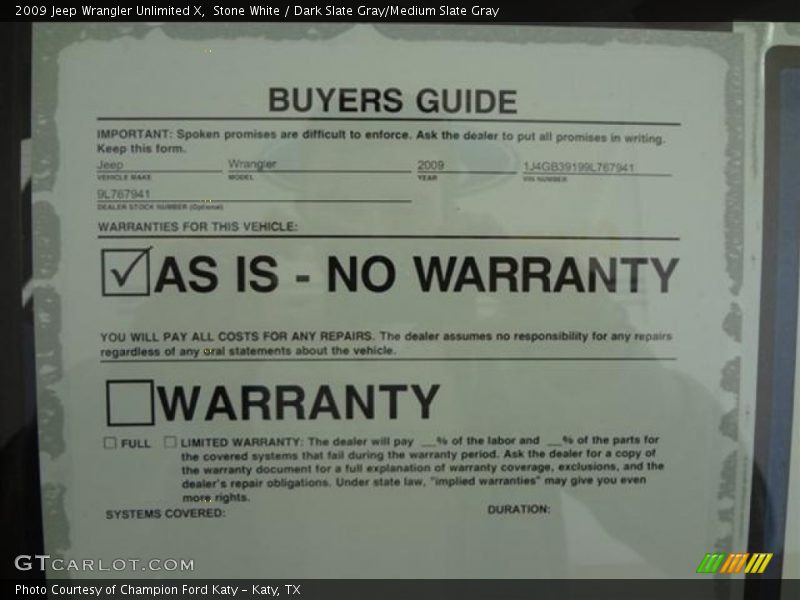 2009 Jeep Wrangler Unlimited X,  Stone White / Dark Slate Gray/Medium Slate Gray
BUYERS GUIDE
IMPORTANT: Spoken promises are difficult to enforce. Ask the dealer to put all promises in writing.
Keep this form.
Jeep Wrangler 2009 1J4GB39199L767941
VEHICLE MAKE MODEL YEAR VIN NUMBER
9L767941
DEALER STOCK NUMBER (Optional)
WARRANTIES FOR THIS VEHICLE:
AS IS - NO WARRANTY
YOU WILL PAY ALL COSTS FOR ANY REPAIRS. The dealer assumes no responsibility for any repairs
regardless of any oral statements about the vehicle.
WARRANTY
FULL LIMITED WARRANTY: The dealer will pay __% of the labor and __% of the parts for
the covered systems that fail during the warranty period. Ask the dealer for a copy of
the warranty document for a full explanation of warranty coverage, exclusions, and the
dealer's repair obligations. Under state law, "implied warranties" may give you even
more rights.
SYSTEMS COVERED: DURATION:
GTCARLOT.COM
Photo Courtesy of Champion Ford Katy – Katy, TX